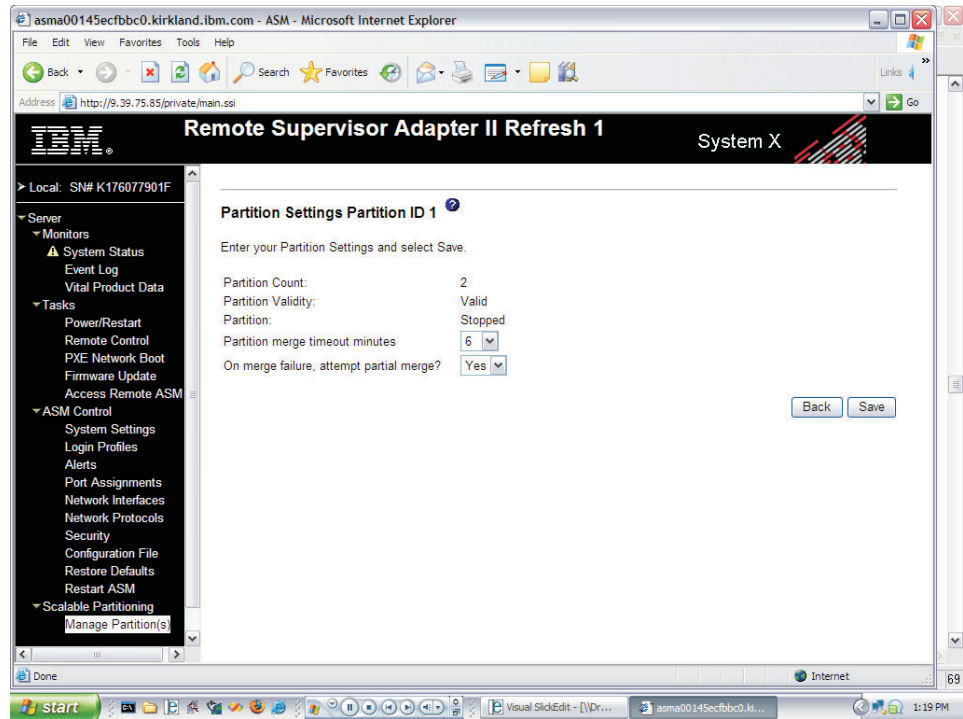 asma00145ecfbbc0.kirkland.ibm.com - ASM - Microsoft Internet Explorer
File Edit View Favorites Tools Help
Back Search Favorites Links »
Address http://9.39.75.85/private/main.ssi Go
IBM® Remote Supervisor Adapter II Refresh 1 System X
Local: SN# K176077901F
Server
Monitors
System Status
Event Log
Vital Product Data
Tasks
Power/Restart
Remote Control
PXE Network Boot
Firmware Update
Access Remote ASM
ASM Control
System Settings
Login Profiles
Alerts
Port Assignments
Network Interfaces
Network Protocols
Security
Configuration File
Restore Defaults
Restart ASM
Scalable Partitioning
Manage Partition(s)
Partition Settings Partition ID 1 ?
Enter your Partition Settings and select Save.
Partition Count: 2
Partition Validity: Valid
Partition: Stopped
Partition merge timeout minutes 6
On merge failure, attempt partial merge? Yes
Back Save
Done Internet
69
start Visual SlickEdit - [\\Dr... asma00145ecfbbc0.ki... 1:19 PM